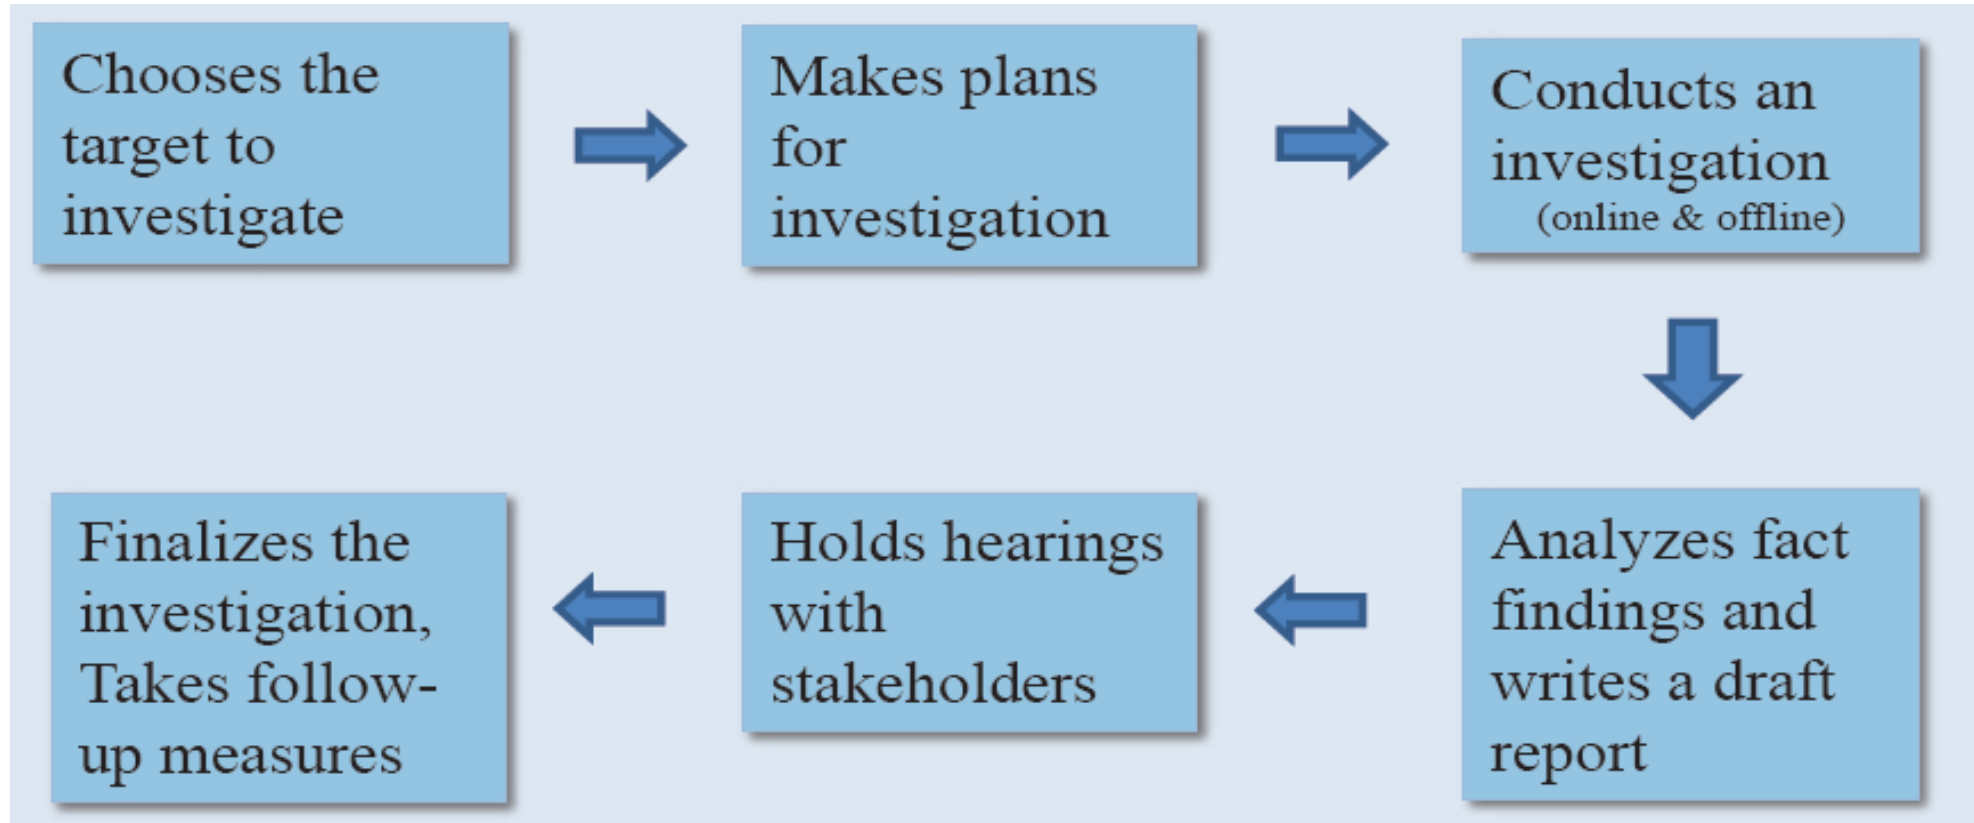 Chooses the
target to
investigate
Makes plans
for
investigation
Conducts an
investigation
(online & offline)
Analyzes fact
findings and
writes a draft
report
Holds hearings
with
stakeholders
Finalizes the
investigation,
Takes follow-
up measures